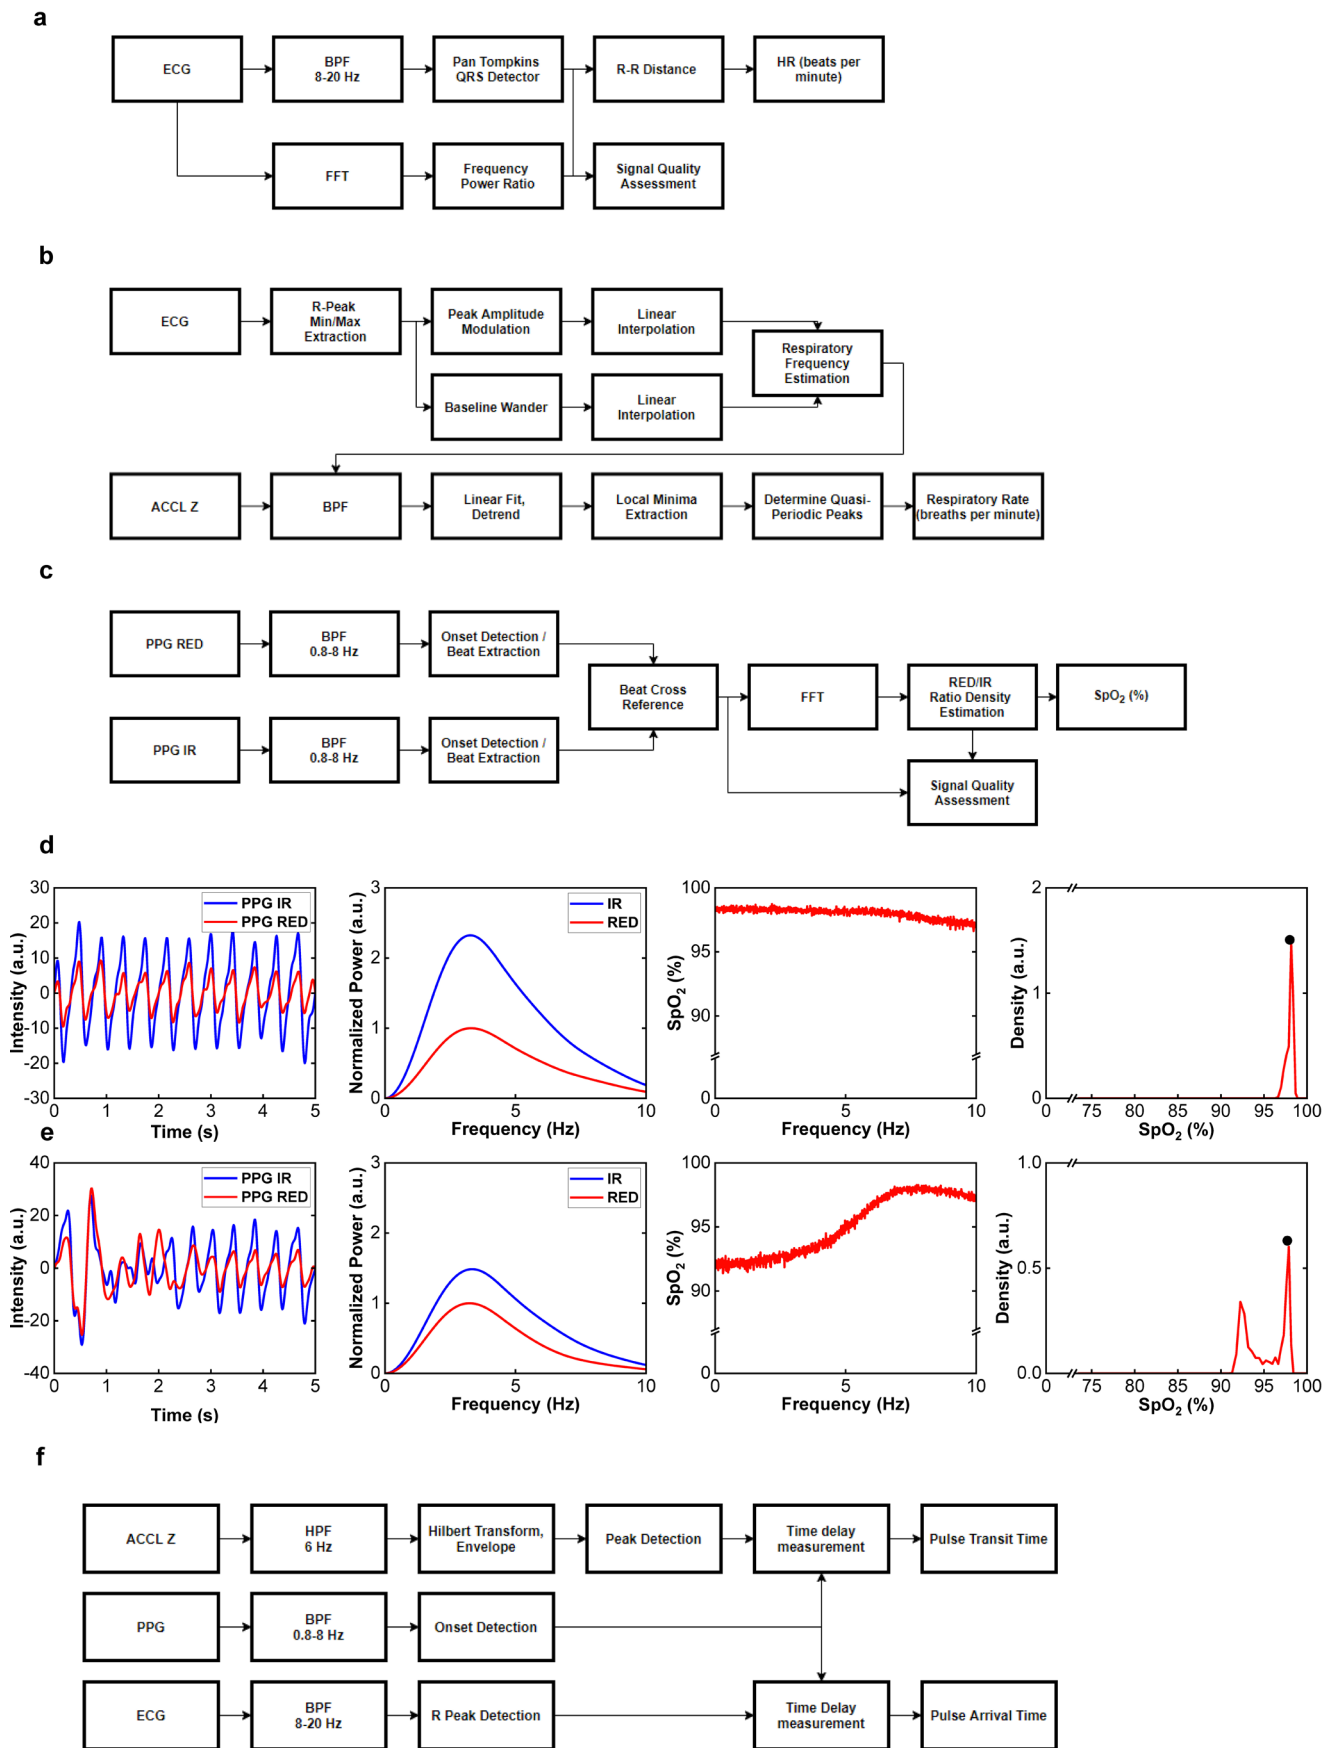 a
ECG
BPF
8-20 Hz
Pan Tompkins
QRS Detector
R-R Distance
HR (beats per
minute)
FFT
Frequency
Power Ratio
Signal Quality
Assessment
b
ECG
R-Peak
Min/Max
Extraction
Peak Amplitude
Modulation
Linear
Interpolation
Respiratory
Frequency
Estimation
Baseline Wander
Linear
Interpolation
ACCL Z
BPF
Linear Fit,
Detrend
Local Minima
Extraction
Determine Quasi-
Periodic Peaks
Respiratory Rate
(breaths per minute)
c
PPG RED
BPF
0.8-8 Hz
Onset Detection /
Beat Extraction
Beat Cross
Reference
FFT
RED/IR
Ratio Density
Estimation
SpO2 (%)
PPG IR
BPF
0.8-8 Hz
Onset Detection /
Beat Extraction
Signal Quality
Assessment
d
Intensity (a.u.)
30
20
10
0
-10
-20
-30
PPG IR
PPG RED
0 1 2 3 4 5
Time (s)
Normalized Power (a.u.)
3
2
1
0
IR
RED
0 5 10
Frequency (Hz)
SpO2 (%)
100
95
90
0
0 5 10
Frequency (Hz)
Density (a.u.)
2
1
0
0 75 80 85 90 95 100
SpO2 (%)
e
Intensity (a.u.)
40
20
0
-20
-40
PPG IR
PPG RED
0 1 2 3 4 5
Time (s)
Normalized Power (a.u.)
3
2
1
0
IR
RED
0 5 10
Frequency (Hz)
SpO2 (%)
100
95
90
0
0 5 10
Frequency (Hz)
Density (a.u.)
1.0
0.5
0.0
0 75 80 85 90 95 100
SpO2 (%)
f
ACCL Z
HPF
6 Hz
Hilbert Transform,
Envelope
Peak Detection
Time delay
measurement
Pulse Transit Time
PPG
BPF
0.8-8 Hz
Onset Detection
ECG
BPF
8-20 Hz
R Peak Detection
Time Delay
measurement
Pulse Arrival Time